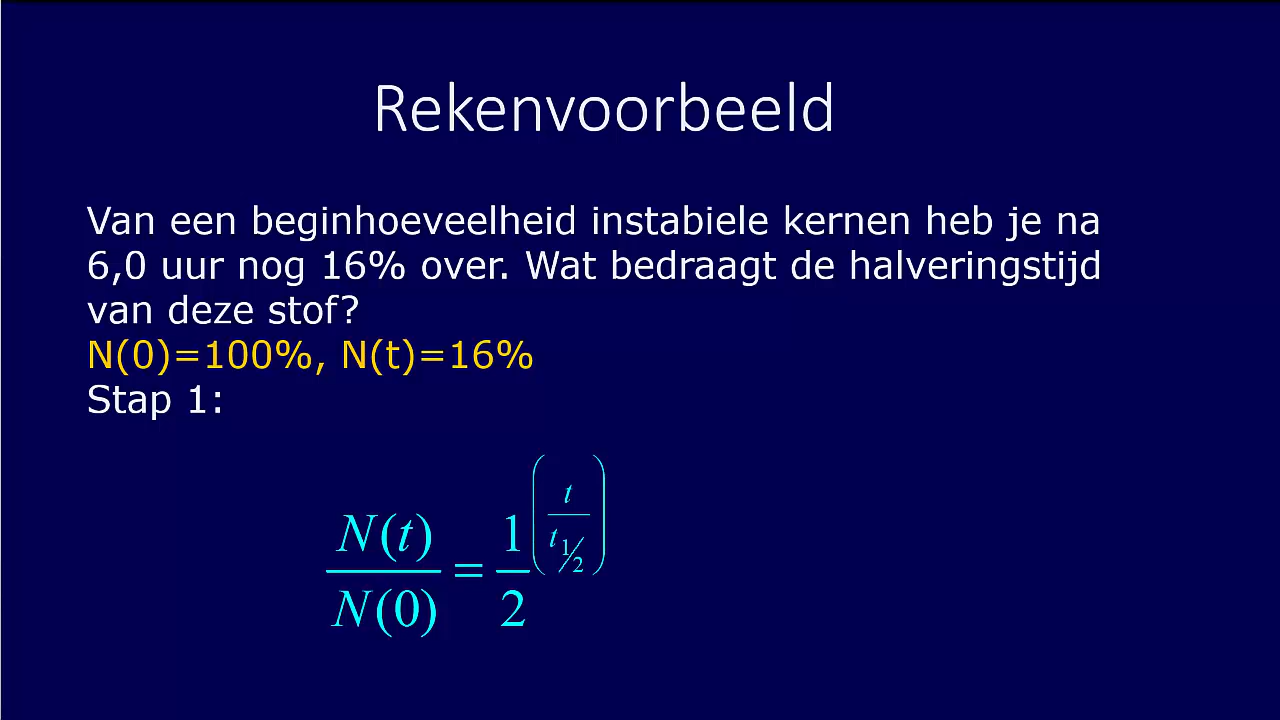 Rekenvoorbeeld
Van een beginhoeveelheid instabiele kernen heb je na
6,0 uur nog 16% over. Wat bedraagt de halveringstijd
van deze stof?
N(0)=100%, N(t)=16%
Stap 1:
N(t)/N(0) = 1/2^(t/t½)